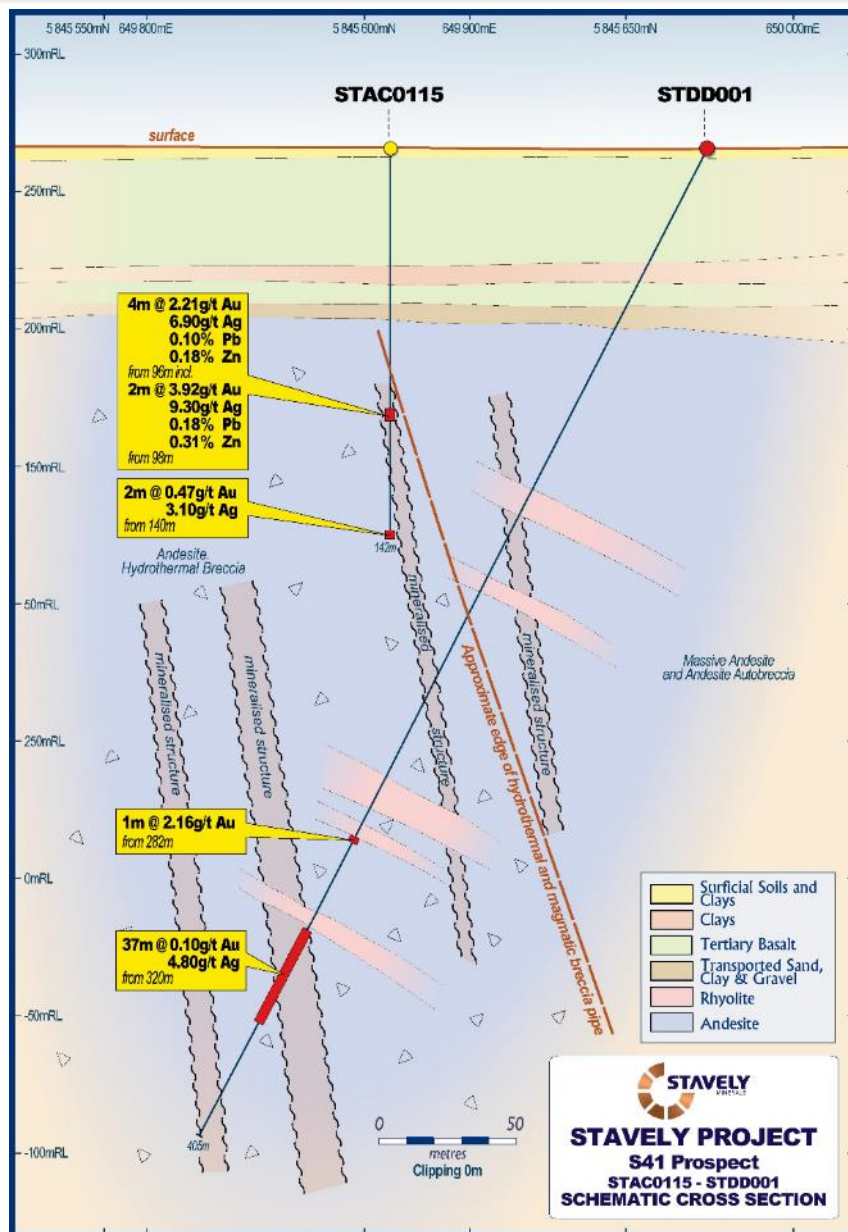 5 845 550mN 649 800mE 5 845 600mN 649 900mE 5 845 650mN 650 000mE
300mRL
STAC0115 STDD001
surface
250mRL
200mRL
4m @ 2.21g/t Au
6.90g/t Ag
0.10% Pb
0.18% Zn
from 96m incl.
2m @ 3.92g/t Au
9.30g/t Ag
0.18% Pb
0.31% Zn
from 98m
150mRL
2m @ 0.47g/t Au
3.10g/t Ag
from 140m
142m
Andesite,
Hydrothermal Breccia
50mRL
mineralised structure
mineralised structure
mineralised structure
mineralised structure
Approximate edge of hydrothermal and magmatic breccia pipe
Massive Andesite
and Andesite Autobreccia
250mRL
1m @ 2.16g/t Au
from 282m
0mRL
37m @ 0.10g/t Au
4.80g/t Ag
from 320m
-50mRL
405m
-100mRL
Surficial Soils and
Clays
Clays
Tertiary Basalt
Transported Sand,
Clay & Gravel
Rhyolite
Andesite
0 50
metres
Clipping 0m
STAVELY
MINERALS
STAVELY PROJECT
S41 Prospect
STAC0115 - STDD001
SCHEMATIC CROSS SECTION